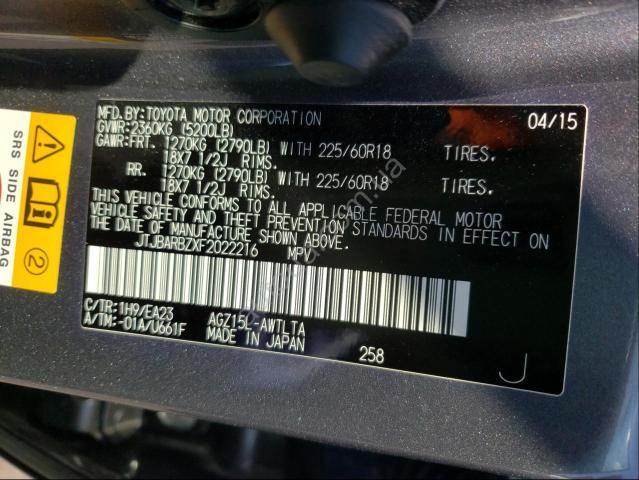 MFD.BY:TOYOTA MOTOR CORPORATION 04/15
GVWR:2360KG (5200LB)
GAWR:FRT. 1270KG (2790LB) WITH 225/60R18 TIRES.
18X7 1/2J RIMS.
RR. 1270KG (2790LB) WITH 225/60R18 TIRES.
18X7 1/2J RIMS.
THIS VEHICLE CONFORMS TO ALL APPLICABLE FEDERAL MOTOR
VEHICLE SAFETY AND THEFT PREVENTION STANDARDS IN EFFECT ON
THE DATE OF MANUFACTURE SHOWN ABOVE.
JTJBARBZXF2022216 MPV
C/TR:1H9/EA23 AGZ15L-AWTLTA
A/TM:-01A/U661F MADE IN JAPAN
258
J
SRS SIDE AIRBAG
2